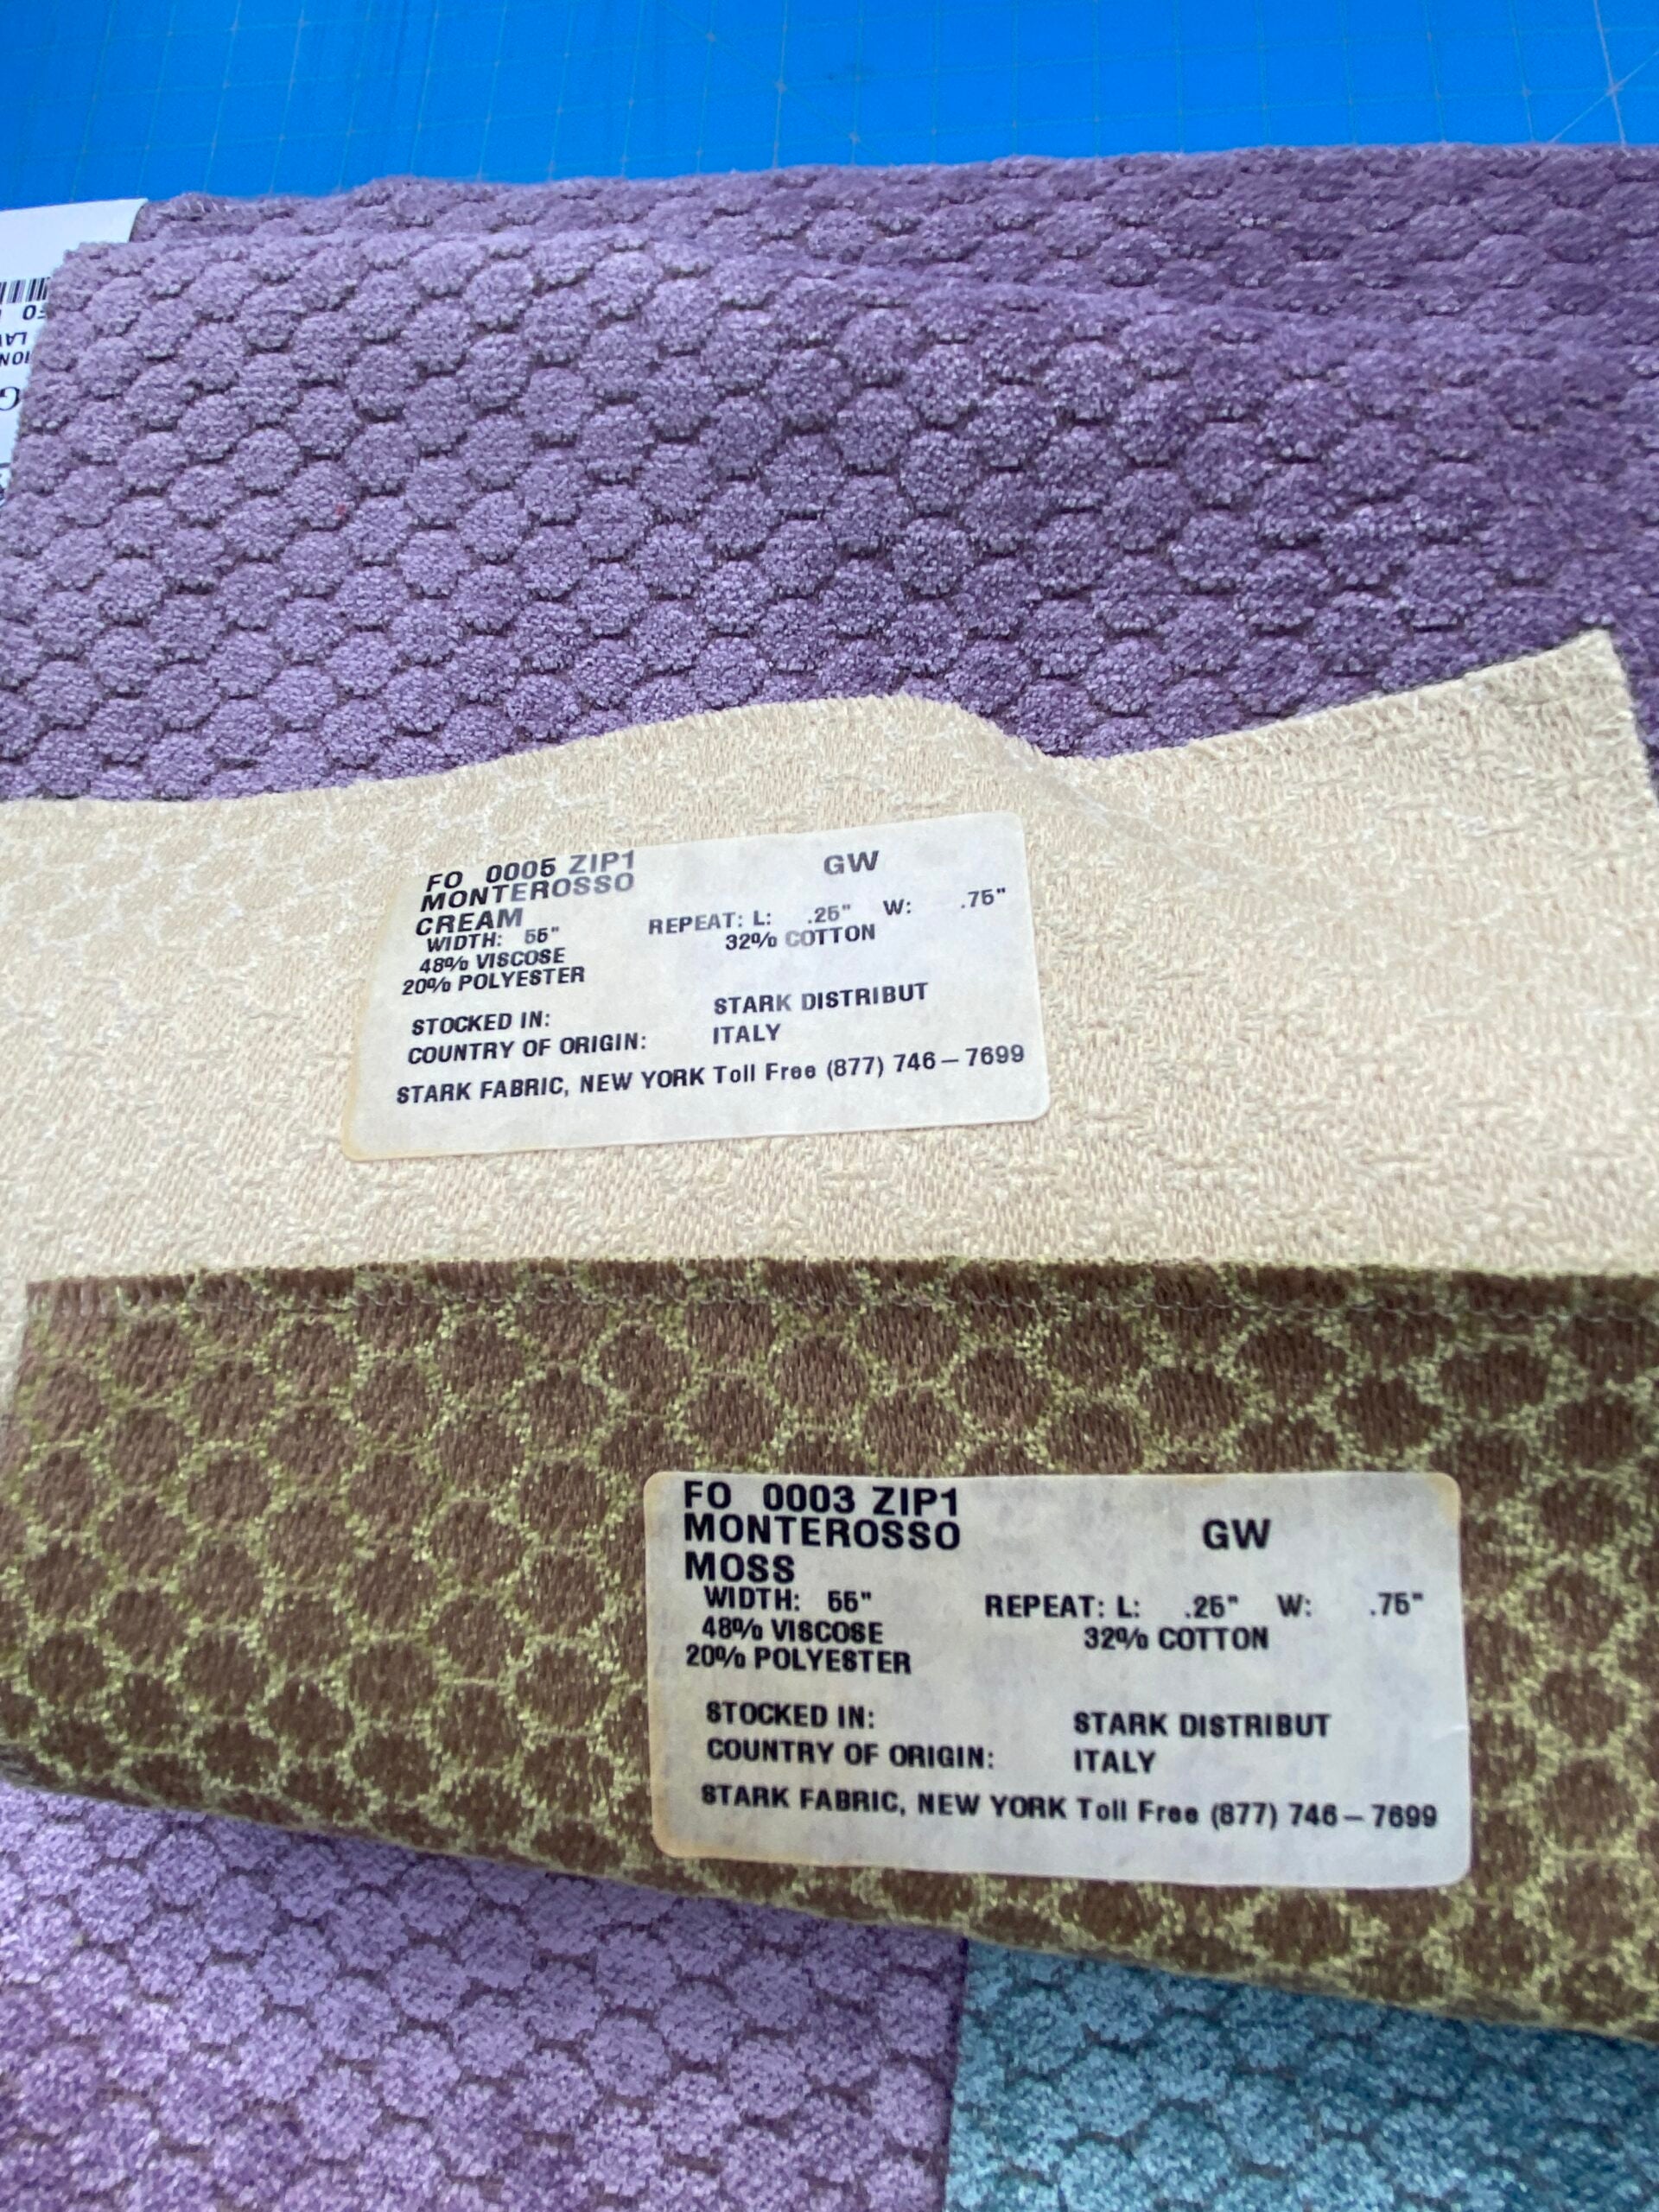 FO 0005 ZIP1
GW
MONTEROSSO
CREAM
WIDTH: 55" REPEAT: L: .25" W: .75"
48% VISCOSE 32% COTTON
20% POLYESTER
STOCKED IN: STARK DISTRIBUT
COUNTRY OF ORIGIN: ITALY
STARK FABRIC, NEW YORK Toll Free (877) 746-7699
FO 0003 ZIP1
MONTEROSSO GW
MOSS
WIDTH: 55" REPEAT: L: .25" W: .75"
48% VISCOSE 32% COTTON
20% POLYESTER
STOCKED IN: STARK DISTRIBUT
COUNTRY OF ORIGIN: ITALY
STARK FABRIC, NEW YORK Toll Free (877) 746-7699